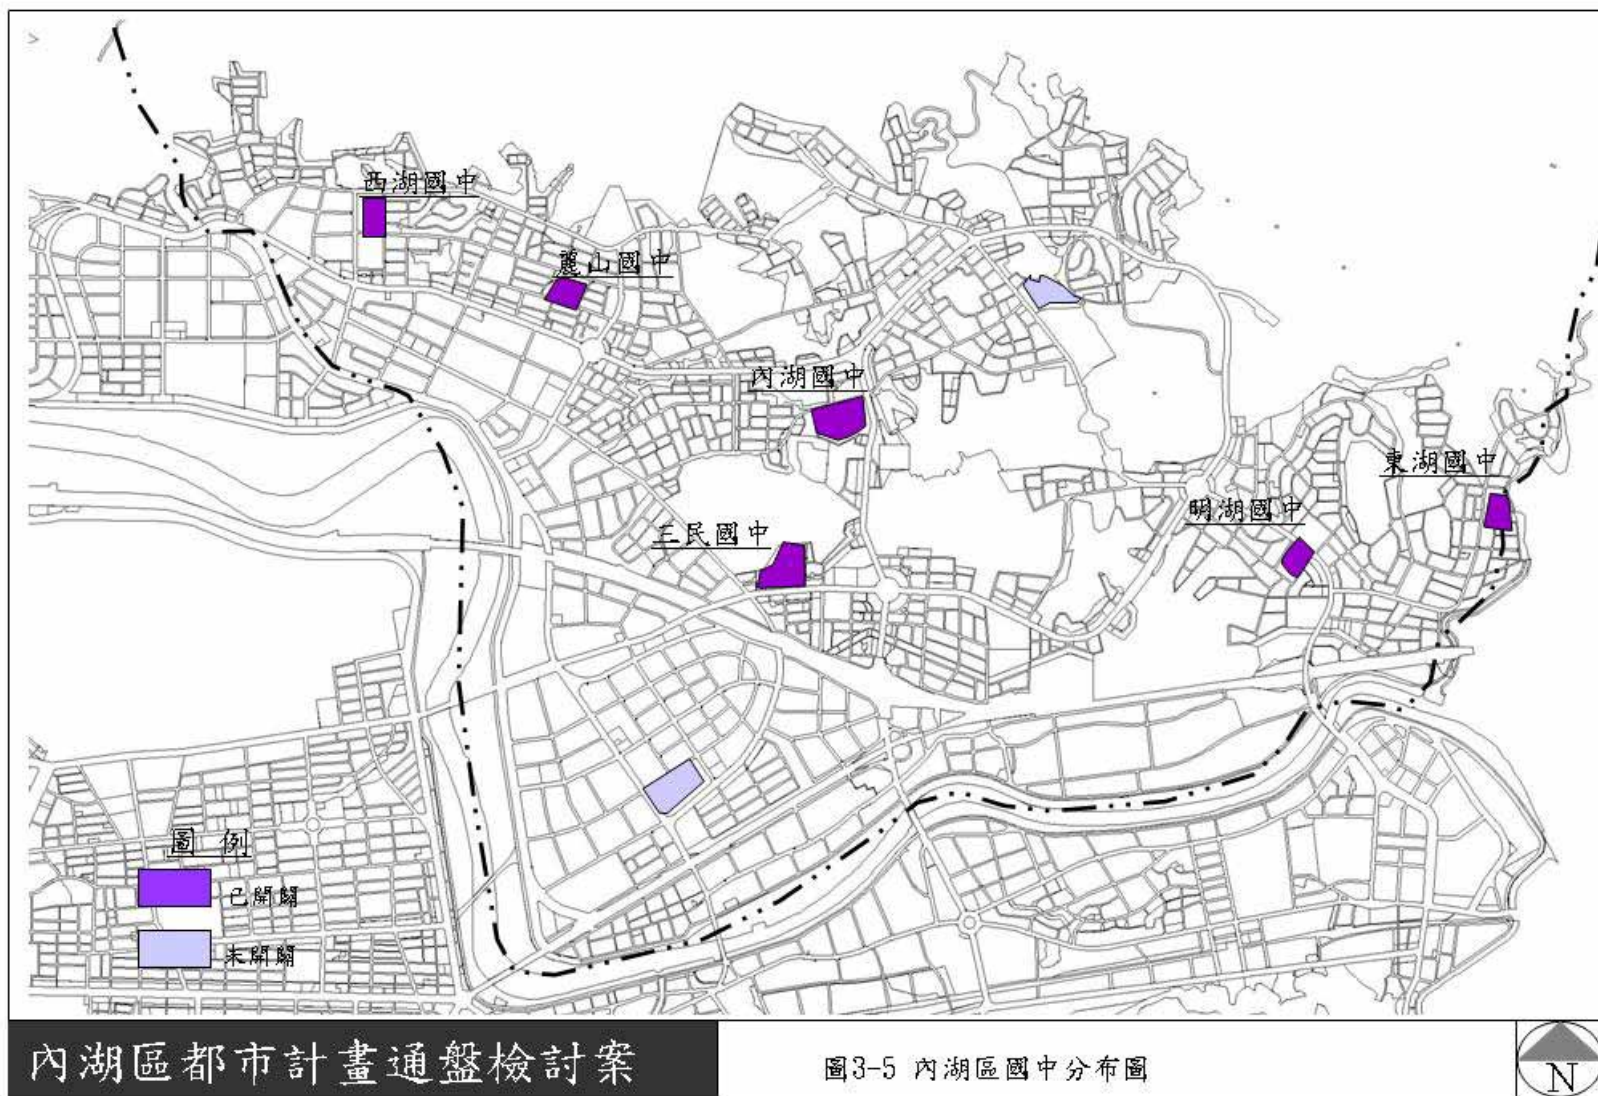 西湖國中
麗山國中
內湖國中
東湖國中
明湖國中
三民國中
圖 例
已開闢
未開闢
內湖區都市計畫通盤檢討案
圖3-5 內湖區國中分布圖
N